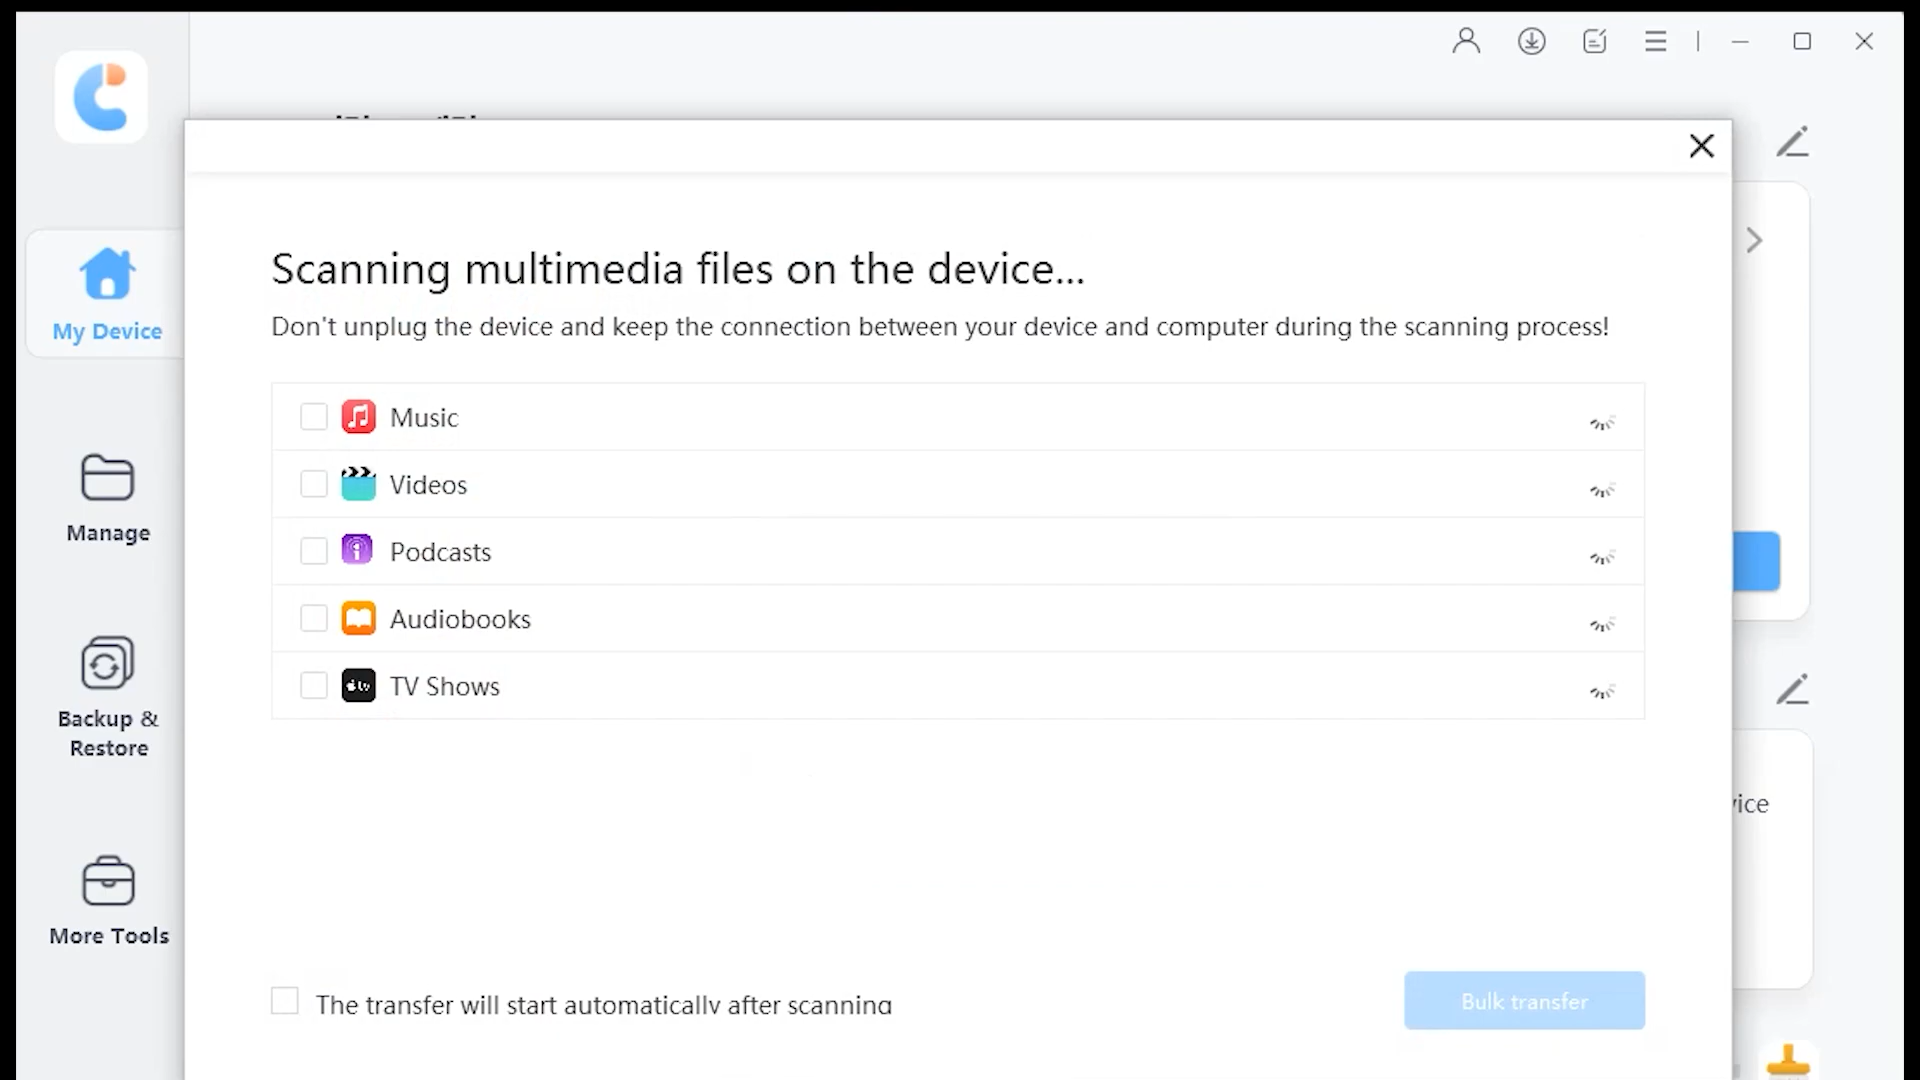 Scanning multimedia files on the device...
Don't unplug the device and keep the connection between your device and computer during the scanning process!
My Device
Music
Videos
Manage
Podcasts
Audiobooks
TV Shows
Backup &
Restore
More Tools
The transfer will start automatically after scanning
Bulk transfer